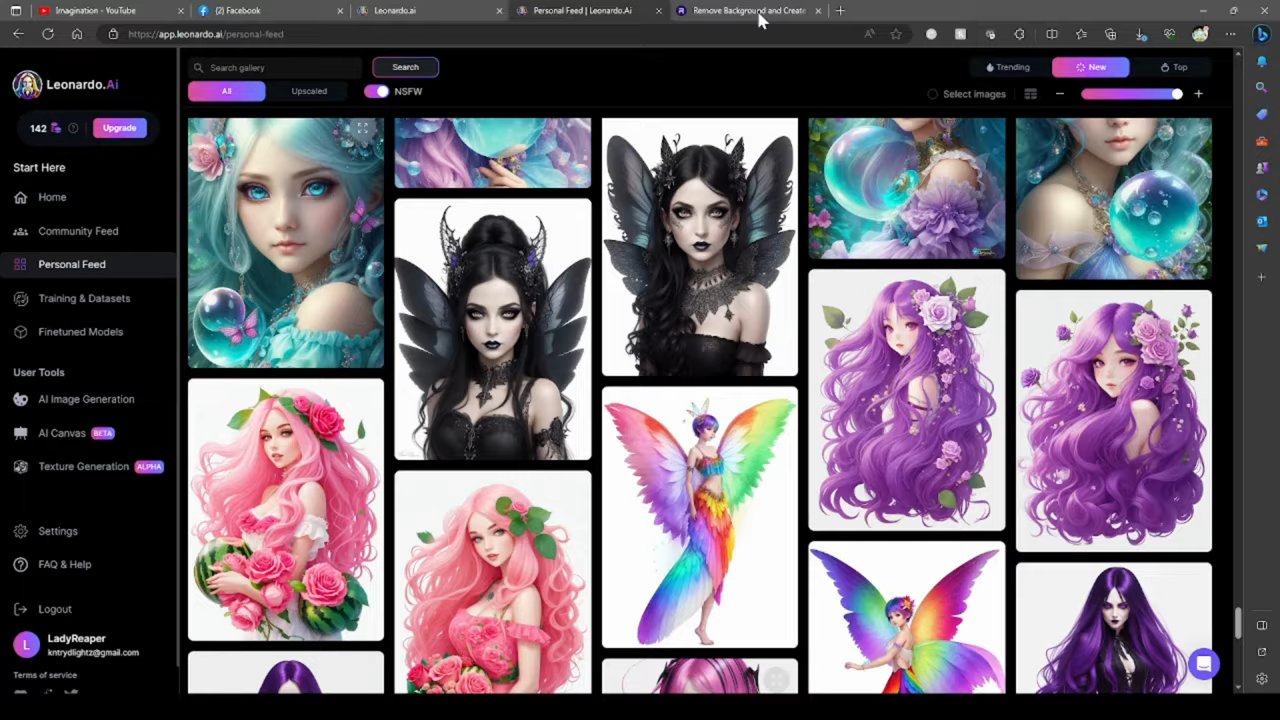 Imagination - YouTube
(2) Facebook
Leonardo.ai
Personal Feed | Leonardo.Ai
Remove Background and Create
https://app.leonardo.ai/personal-feed
Leonardo.Ai
142
Upgrade
Start Here
Home
Community Feed
Personal Feed
Training & Datasets
Finetuned Models
User Tools
AI Image Generation
AI Canvas BETA
Texture Generation ALPHA
Settings
FAQ & Help
Logout
L
LadyReaper
kntrydlightz@gmail.com
Terms of service
Search gallery
Search
Trending
New
Top
All
Upscaled
NSFW
Select images